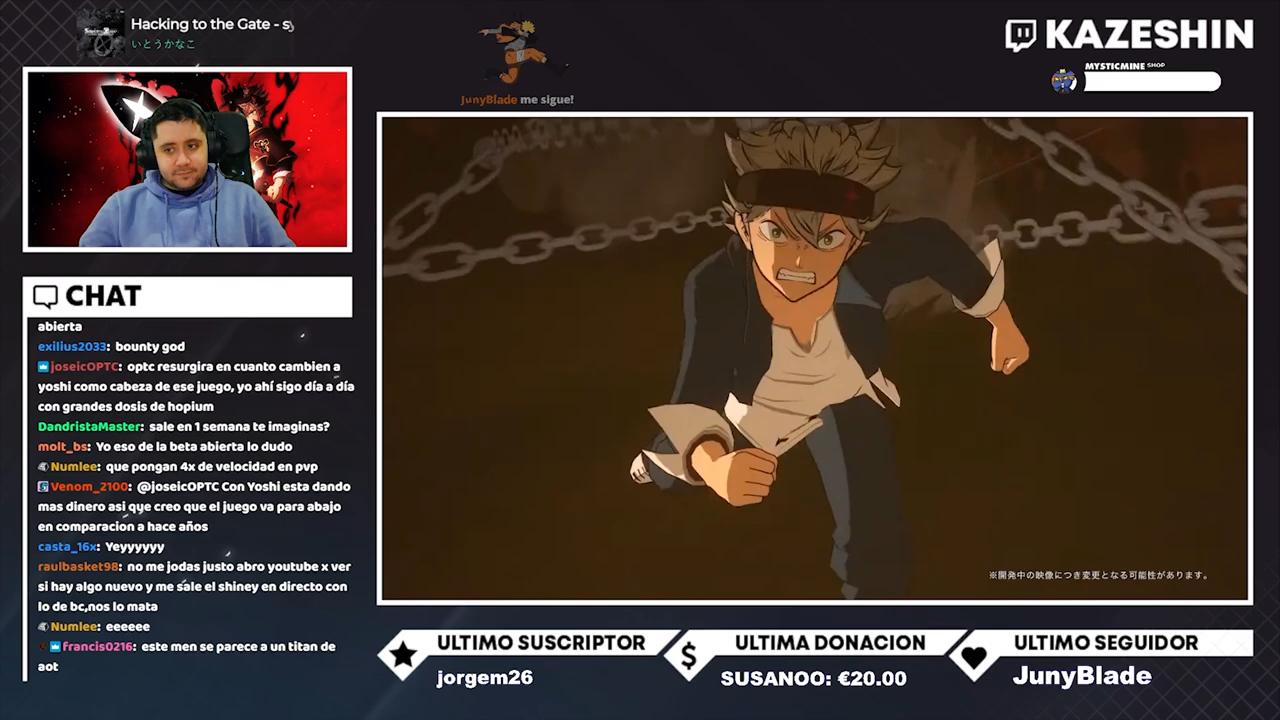 Hacking to the Gate - sy
いとうかなこ
KAZESHIN
MYSTICMINE SHOP
JunyBlade me sigue!
CHAT
abierta
exilius2033: bounty god
joseicOPTC: optc resurgira en cuanto cambien a
yoshi como cabeza de ese juego, yo ahí sigo día a día
con grandes dosis de hopium
DandristaMaster: sale en 1 semana te imaginas?
molt_bs: Yo eso de la beta abierta lo dudo
Numlee: que pongan 4x de velocidad en pvp
Venom_2100: @joseicOPTC Con Yoshi esta dando
mas dinero asi que creo que el juego va para abajo
en comparacion a hace años
casta_16x: Yeyyyyyy
raulbasket98: no me jodas justo abro youtube x ver
si hay algo nuevo y me sale el shiney en directo con
lo de bc,nos lo mata
Numlee: eeeeee
francis0216: este men se parece a un titan de
aot
※開発中の映像につき変更となる可能性があります。
ULTIMO SUSCRIPTOR
jorgem26
ULTIMA DONACION
SUSANOO: €20.00
ULTIMO SEGUIDOR
JunyBlade